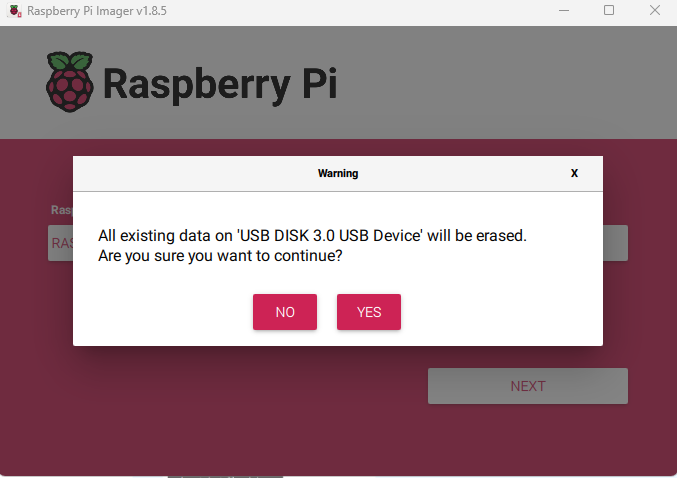 Raspberry Pi Imager v1.8.5
Raspberry Pi
Warning
X
Rasp
RAS
All existing data on 'USB DISK 3.0 USB Device' will be erased.
Are you sure you want to continue?
NO
YES
NEXT